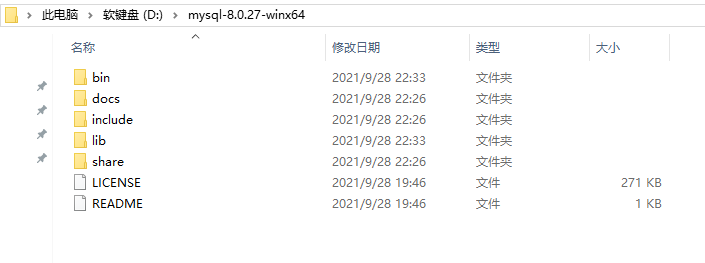 此电脑 > 软键盘 (D:) > mysql-8.0.27-winx64
名称 修改日期 类型 大小
bin 2021/9/28 22:33 文件夹
docs 2021/9/28 22:26 文件夹
include 2021/9/28 22:26 文件夹
lib 2021/9/28 22:33 文件夹
share 2021/9/28 22:26 文件夹
LICENSE 2021/9/28 19:46 文件 271 KB
README 2021/9/28 19:46 文件 1 KB